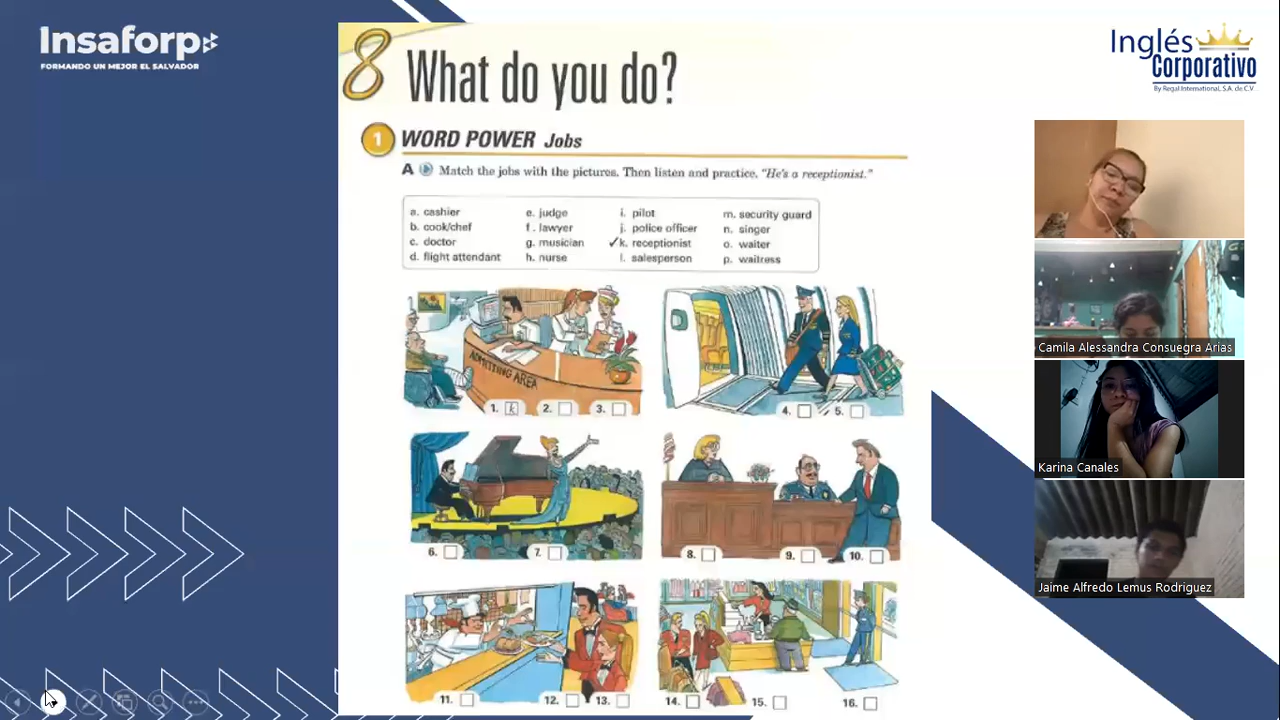 Insaforp
FORMANDO UN MEJOR EL SALVADOR
8 What do you do?
1 WORD POWER Jobs
A Match the jobs with the pictures. Then listen and practice. "He's a receptionist."
a. cashier
b. cook/chef
c. doctor
d. flight attendant
e. judge
f. lawyer
g. musician
h. nurse
i. pilot
j. police officer
✓k. receptionist
l. salesperson
m. security guard
n. singer
o. waiter
p. waitress
ADMITTING AREA
1. k 2. 3.
4. 5.
6. 7.
8. 9. 10.
11. 12. 13.
14. 15. 16.
Inglés
Corporativo
By Regal International, S.A. de C.V.
Camila Alessandra Consuegra Arias
Karina Canales
Jaime Alfredo Lemus Rodriguez